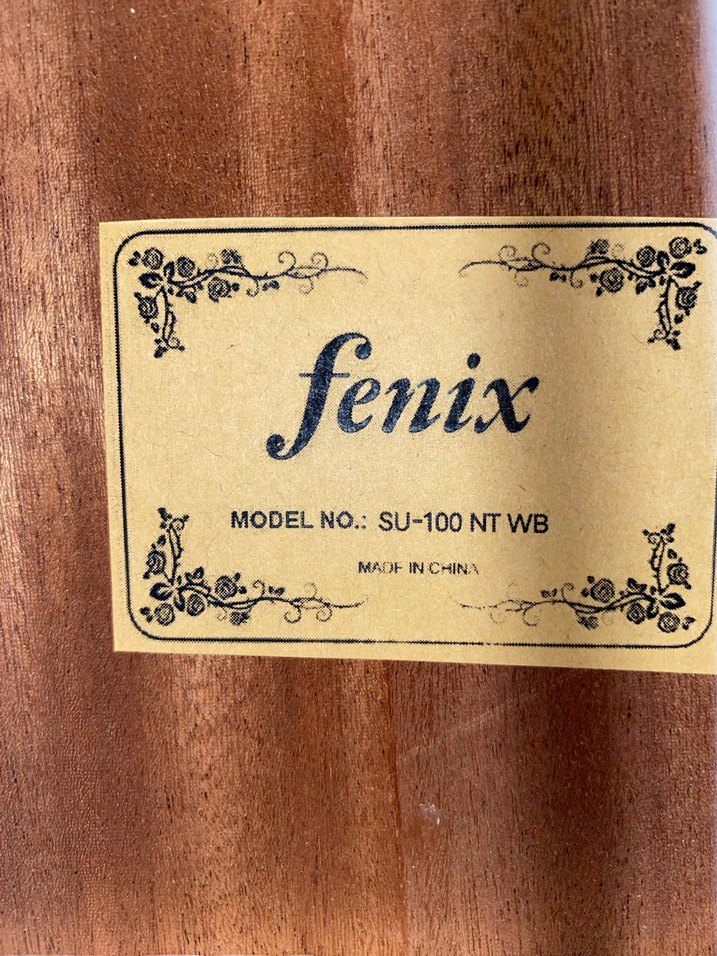 fenix
MODEL NO.: SU-100 NT WB
MADE IN CHINA